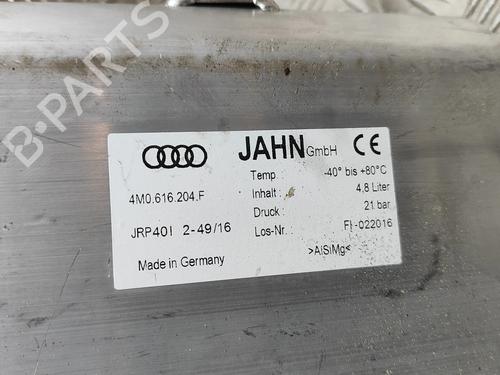 B-PARTS
JAHN GmbH CE
4M0.616.204.F
JRP40I 2-49/16
Made in Germany
Temp : -40° bis +80°C
Inhalt : 4,8 Liter
Druck : 21 bar
Los-Nr. : FI-022016
>AlSiMg<